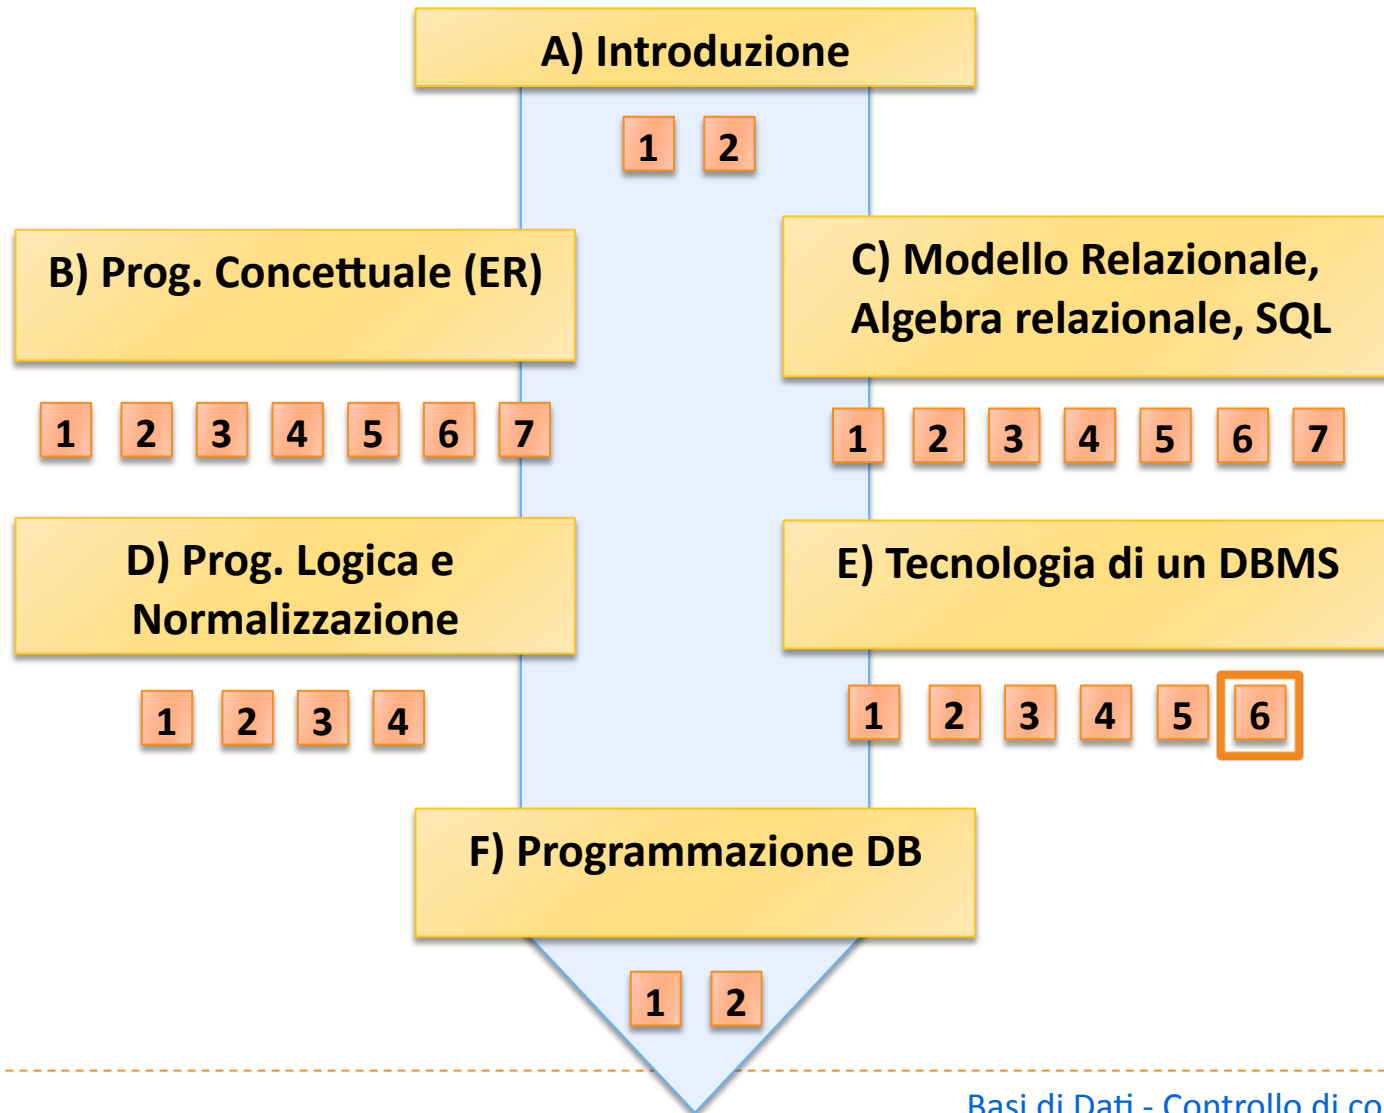 A) Introduzione
1 2
B) Prog. Concettuale (ER)
C) Modello Relazionale,
Algebra relazionale, SQL
1 2 3 4 5 6 7
1 2 3 4 5 6 7
D) Prog. Logica e
Normalizzazione
E) Tecnologia di un DBMS
1 2 3 4
1 2 3 4 5 6
F) Programmazione DB
1 2
Basi di Dati - Controllo di